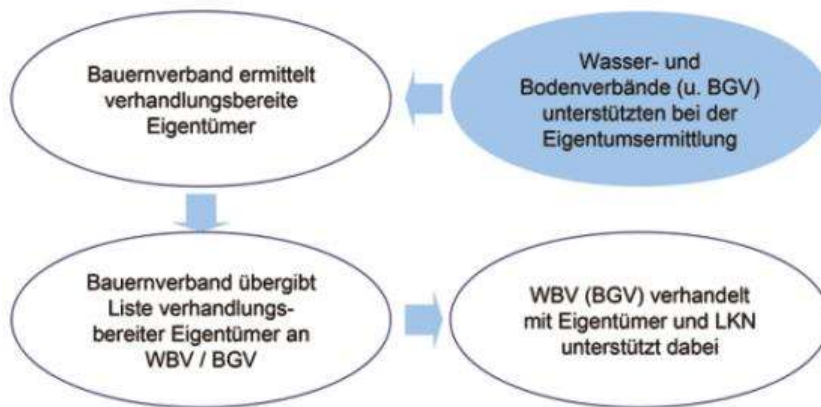 Bauernverband ermittelt
verhandlungsbereite
Eigentümer
Wasser- und
Bodenverbände (u. BGV)
unterstützten bei der
Eigentumsermittlung
Bauernverband übergibt
Liste verhandlungs-
bereiter Eigentümer an
WBV / BGV
WBV (BGV) verhandelt
mit Eigentümer und LKN
unterstützt dabei